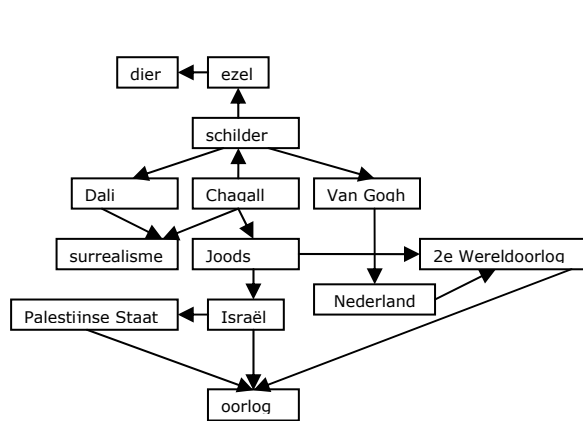 dier
ezel
schilder
Dali
Chagall
Van Gogh
surrealisme
Joods
2e Wereldoorlog
Nederland
Palestijnse Staat
Israël
oorlog